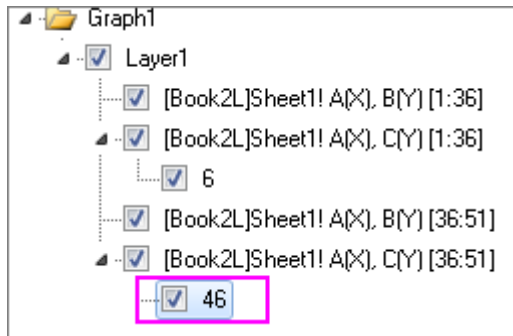 Graph1
Layer1
[Book2L]Sheet1! A(X), B(Y) [1:36]
[Book2L]Sheet1! A(X), C(Y) [1:36]
6
[Book2L]Sheet1! A(X), B(Y) [36:51]
[Book2L]Sheet1! A(X), C(Y) [36:51]
46